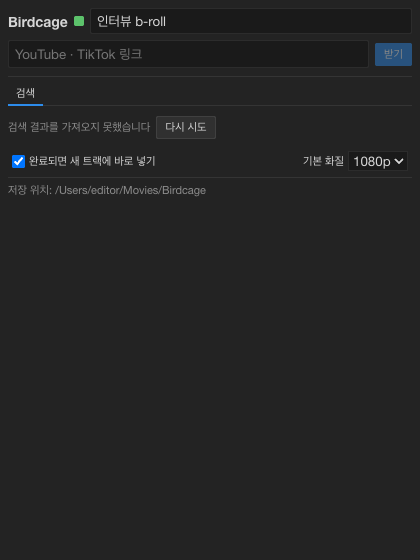 Birdcage 인터뷰 b-roll
YouTube · TikTok 링크 받기
검색
검색 결과를 가져오지 못했습니다 다시 시도
완료되면 새 트랙에 바로 넣기 기본 화질 1080p
저장 위치: /Users/editor/Movies/Birdcage